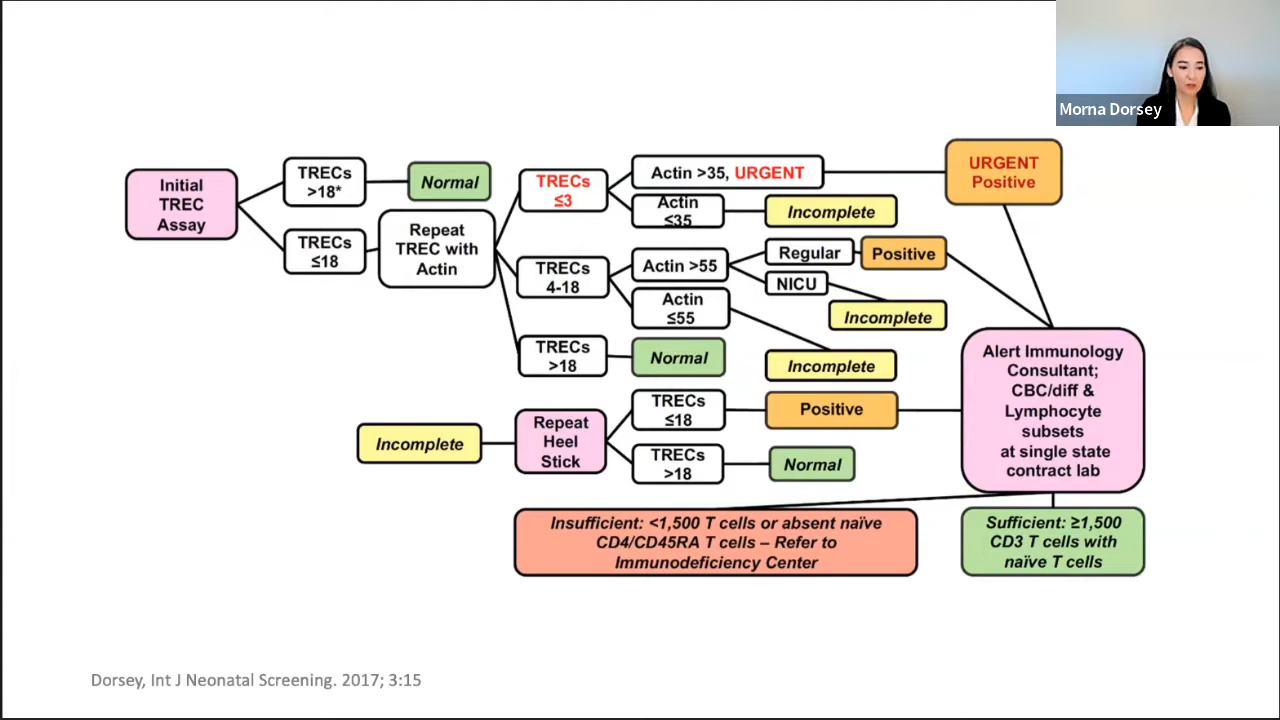 Morna Dorsey
Initial
TREC
Assay
TRECs
>18*
Normal
TRECs
≤18
Repeat
TREC with
Actin
TRECs
≤3
Actin >35, URGENT
URGENT
Positive
Actin
≤35
Incomplete
TRECs
4-18
Actin >55
Regular
Positive
NICU
Incomplete
Actin
≤55
Incomplete
TRECs
>18
Normal
Incomplete
Repeat
Heel
Stick
TRECs
≤18
Positive
TRECs
>18
Normal
Alert Immunology
Consultant;
CBC/diff &
Lymphocyte
subsets
at single state
contract lab
Insufficient: <1,500 T cells or absent naïve
CD4/CD45RA T cells – Refer to
Immunodeficiency Center
Sufficient: ≥1,500
CD3 T cells with
naïve T cells
Dorsey, Int J Neonatal Screening. 2017; 3:15